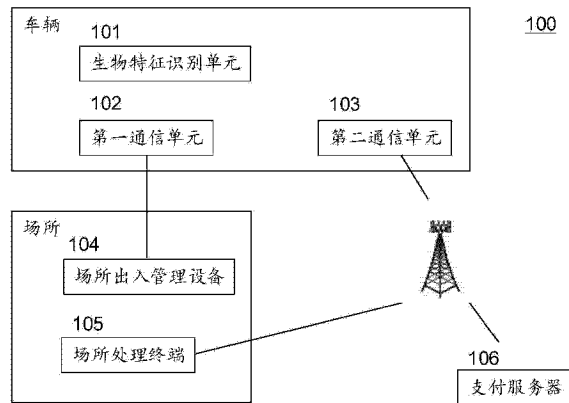 车辆
100
101
生物特征识别单元
102
103
第一通信单元
第二通信单元
场所
104
场所出入管理设备
105
场所处理终端
106
支付服务器